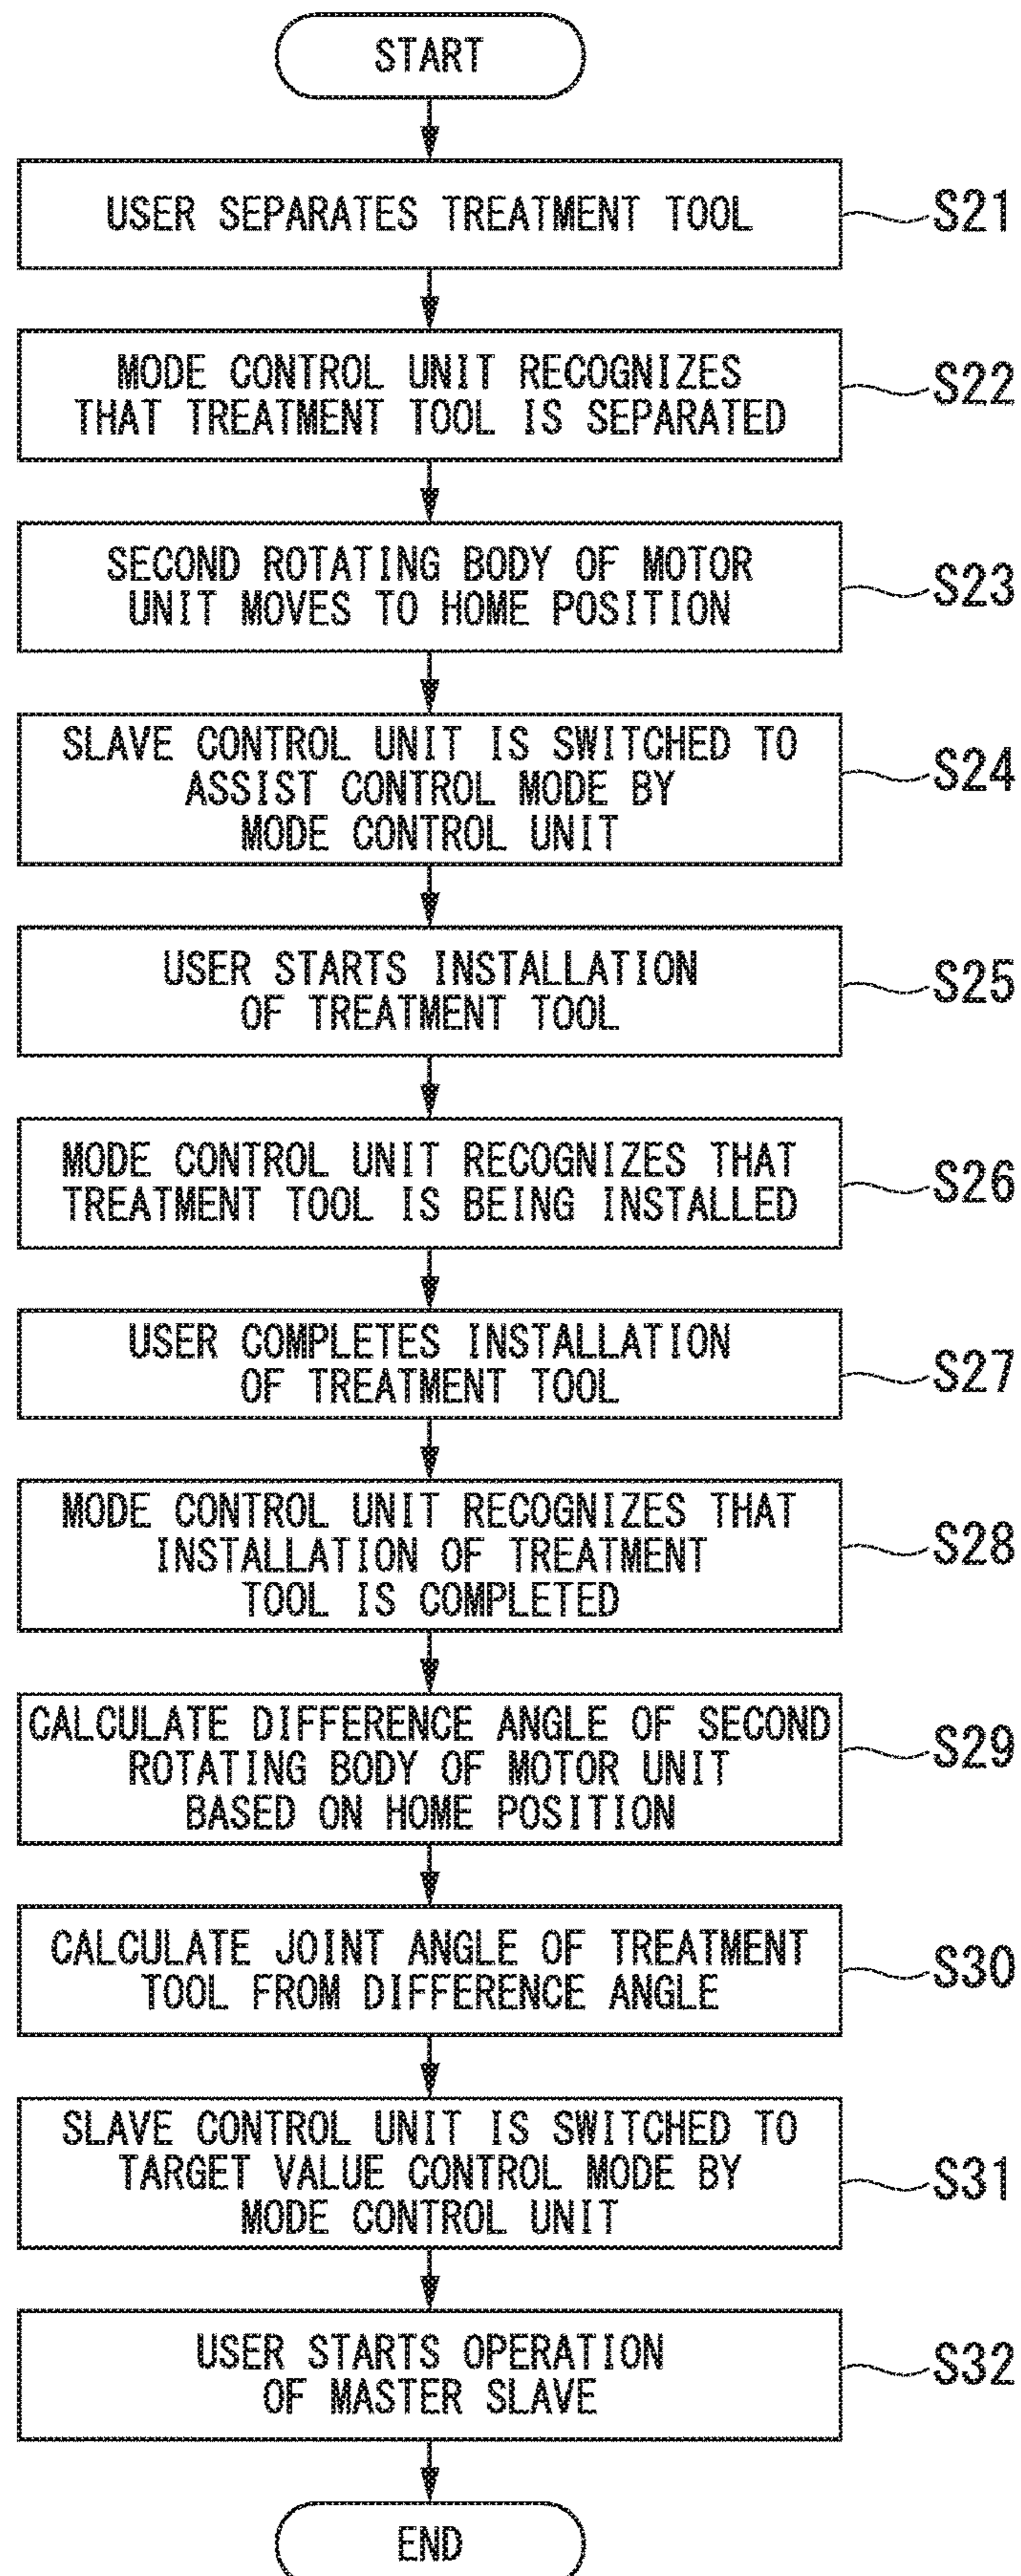 START
USER SEPARATES TREATMENT TOOL
S21
MODE CONTROL UNIT RECOGNIZES
THAT TREATMENT TOOL IS SEPARATED
S22
SECOND ROTATING BODY OF MOTOR
UNIT MOVES TO HOME POSITION
S23
SLAVE CONTROL UNIT IS SWITCHED TO
ASSIST CONTROL MODE BY
MODE CONTROL UNIT
S24
USER STARTS INSTALLATION
OF TREATMENT TOOL
S25
MODE CONTROL UNIT RECOGNIZES THAT
TREATMENT TOOL IS BEING INSTALLED
S26
USER COMPLETES INSTALLATION
OF TREATMENT TOOL
S27
MODE CONTROL UNIT RECOGNIZES THAT
INSTALLATION OF TREATMENT
TOOL IS COMPLETED
S28
CALCULATE DIFFERENCE ANGLE OF SECOND
ROTATING BODY OF MOTOR UNIT
BASED ON HOME POSITION
S29
CALCULATE JOINT ANGLE OF TREATMENT
TOOL FROM DIFFERENCE ANGLE
S30
SLAVE CONTROL UNIT IS SWITCHED TO
TARGET VALUE CONTROL MODE BY
MODE CONTROL UNIT
S31
USER STARTS OPERATION
OF MASTER SLAVE
S32
END